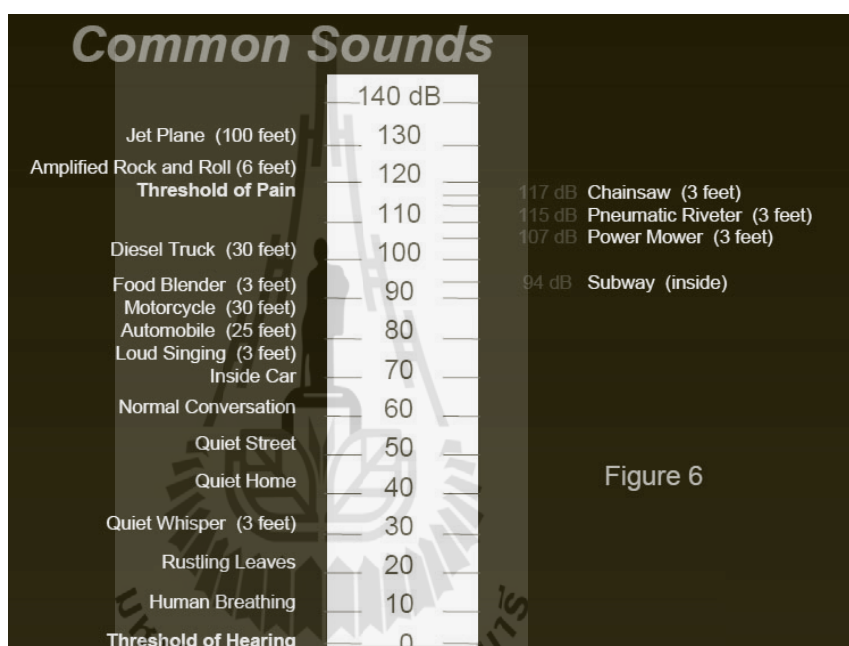 Common Sounds
140 dB
Jet Plane (100 feet) 130
Amplified Rock and Roll (6 feet) 120
Threshold of Pain
117 dB Chainsaw (3 feet)
110 115 dB Pneumatic Riveter (3 feet)
107 dB Power Mower (3 feet)
Diesel Truck (30 feet) 100
Food Blender (3 feet) 90 94 dB Subway (inside)
Motorcycle (30 feet)
Automobile (25 feet) 80
Loud Singing (3 feet)
Inside Car 70
Normal Conversation 60
Quiet Street 50
Quiet Home 40
Figure 6
Quiet Whisper (3 feet) 30
Rustling Leaves 20
Human Breathing 10
Threshold of Hearing 0